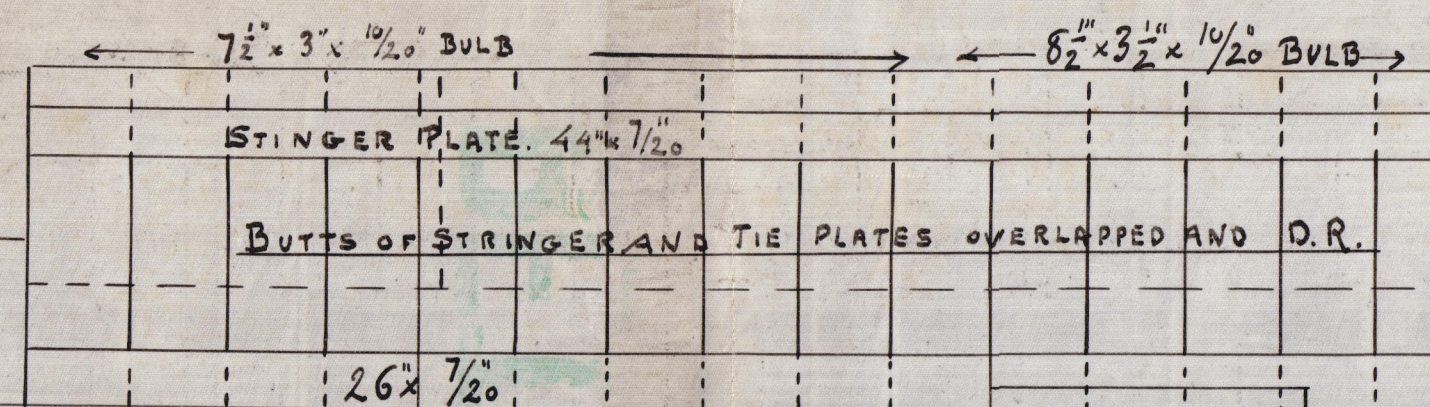 7½" x 3" x 10/20" BULB
8½" x 3½" x 10/20" BULB
STINGER PLATE. 44" x 7/20"
BUTTS OF STRINGER AND TIE PLATES OVERLAPPED AND D.R.
26" x 7/20"